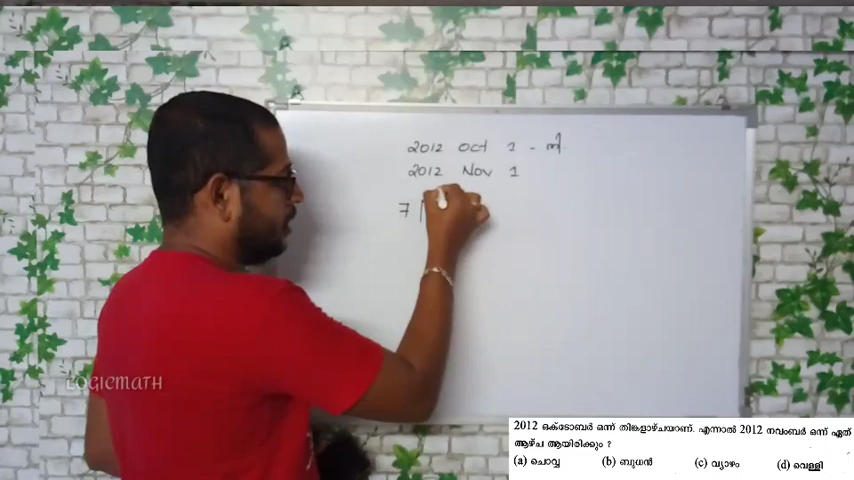 2012 Oct 1 - തി
2012 Nov 1
7
LOGICMATH
2012 ഒക്ടോബർ ഒന്ന് തിങ്കളാഴ്ചയാണ്. എന്നാൽ 2012 നവംബർ ഒന്ന് ഏത്
ആഴ്ച ആയിരിക്കും ?
(a) ചൊവ്വ (b) ബുധൻ (c) വ്യാഴം (d) വെള്ളി